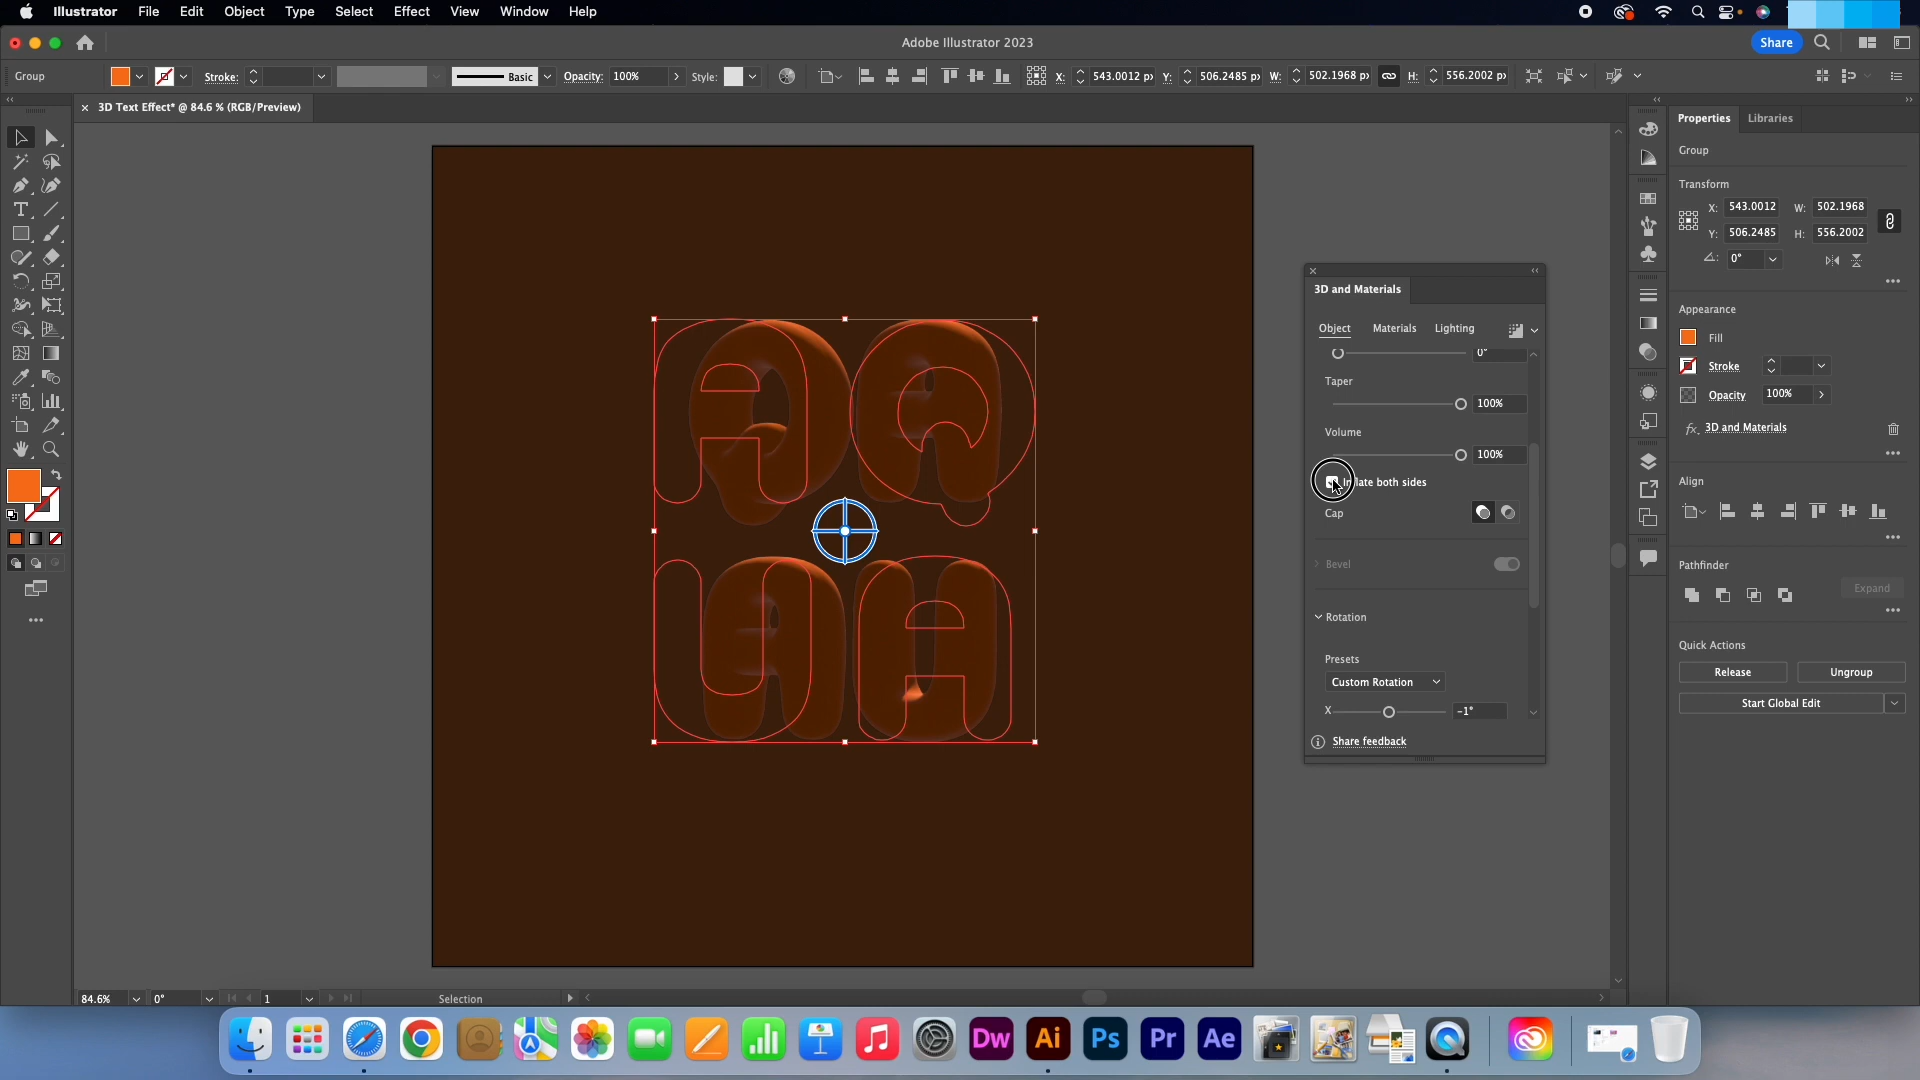 Illustrator File Edit Object Type Select Effect View Window Help
Adobe Illustrator 2023
Share
Group Stroke: Basic Opacity: 100% Style: X: 543.0012 p Y: 506.2485 p W: 502.1968 p H: 556.2002 p
3D Text Effect* @ 84.6 % (RGB/Preview)
Properties Libraries
Group
Transform
X: 543.0012 W: 502.1968
Y: 506.2485 H: 556.2002
0°
Appearance
Fill
Stroke
Opacity 100%
fx. 3D and Materials
Align
Pathfinder
Expand
Quick Actions
Release Ungroup
Start Global Edit
3D and Materials
Object Materials Lighting
0°
Taper
100%
Volume
100%
Inflate both sides
Cap
Bevel
Rotation
Presets
Custom Rotation
X -1°
Share feedback
AQ
UA
84.6% 0° 1 Selection
Dw Ai Ps Pr Ae